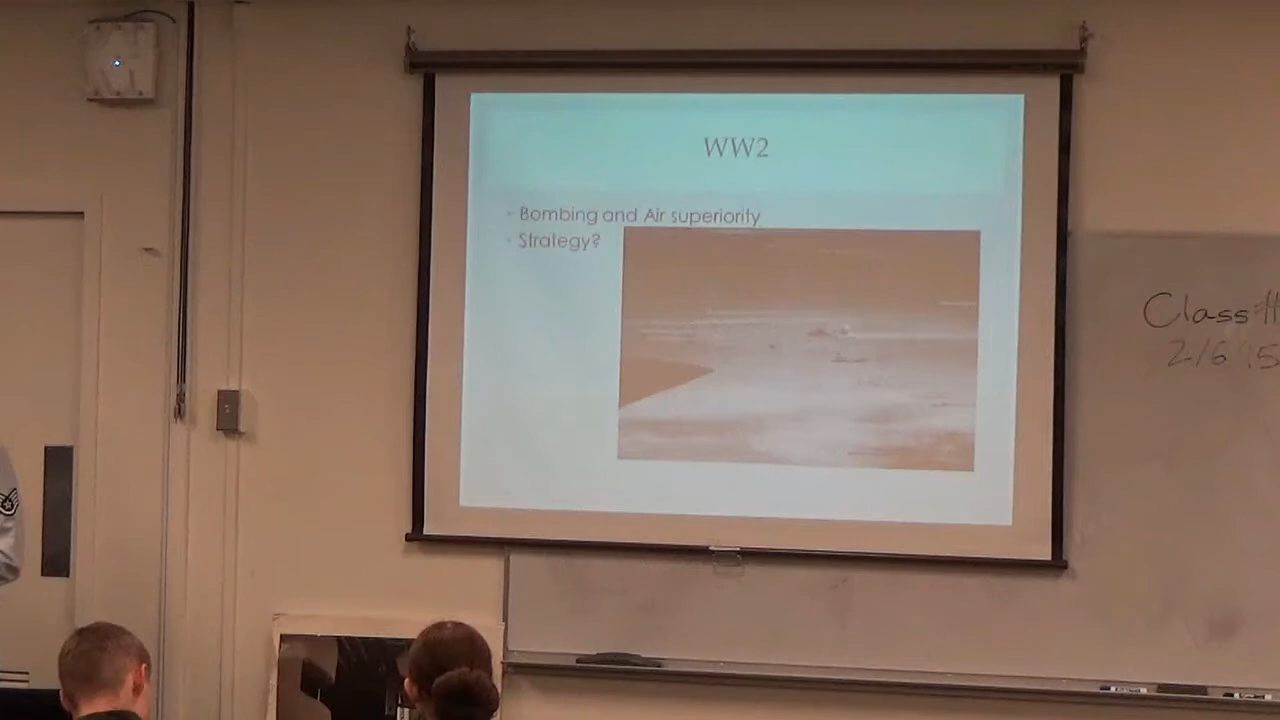 WW2
Bombing and Air superiority
Strategy?
Class #
2/6/15